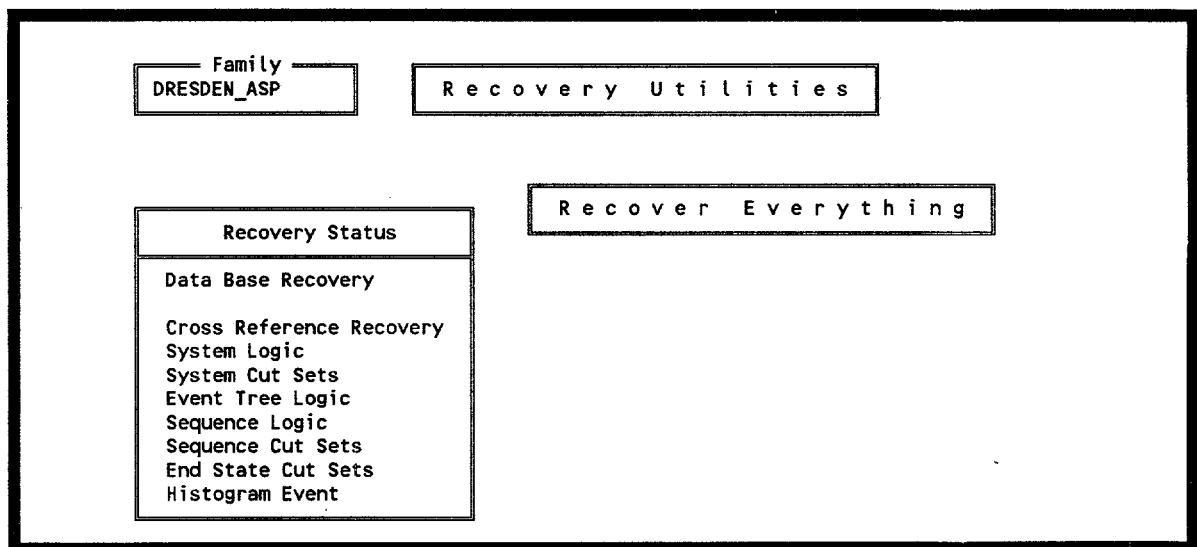 Family
DRESDEN_ASP
Recovery Utilities
Recover Everything
Recovery Status
Data Base Recovery
Cross Reference Recovery
System Logic
System Cut Sets
Event Tree Logic
Sequence Logic
Sequence Cut Sets
End State Cut Sets
Histogram Event